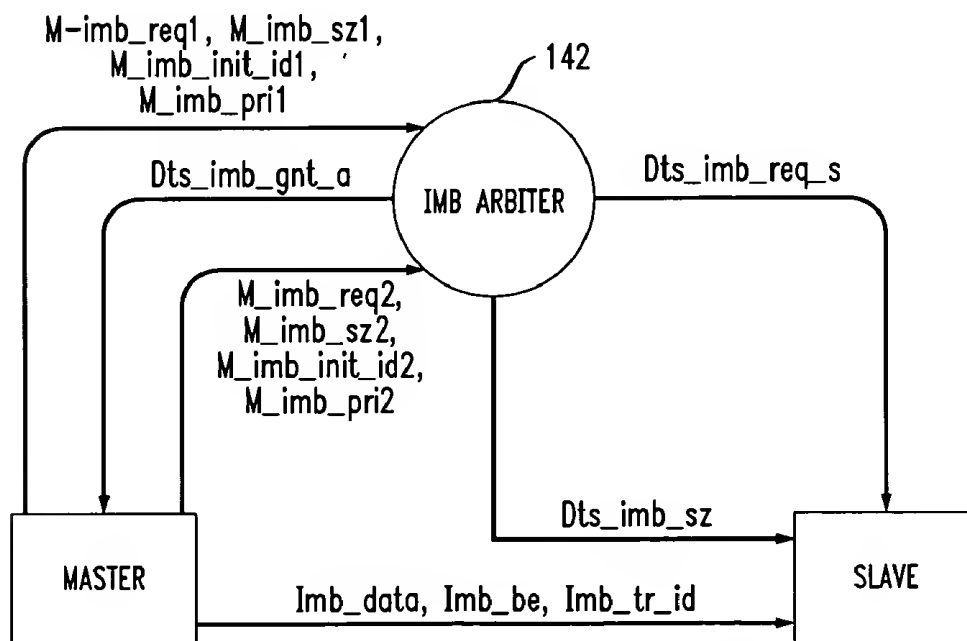 M-imb_req1, M_imb_sz1,
M_imb_init_id1,
M_imb_pri1
142
Dts_imb_gnt_a
IMB ARBITER
Dts_imb_req_s
M_imb_req2,
M_imb_sz2,
M_imb_init_id2,
M_imb_pri2
Dts_imb_sz
MASTER
SLAVE
Imb_data, Imb_be, Imb_tr_id